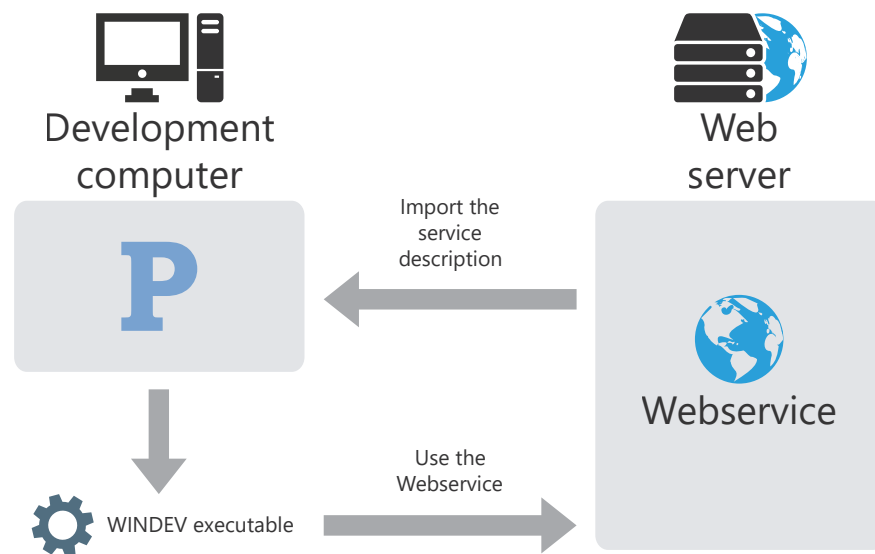 Development
computer
Web
server
Import the
service
description
P
Webservice
Use the
Webservice
WINDEV executable